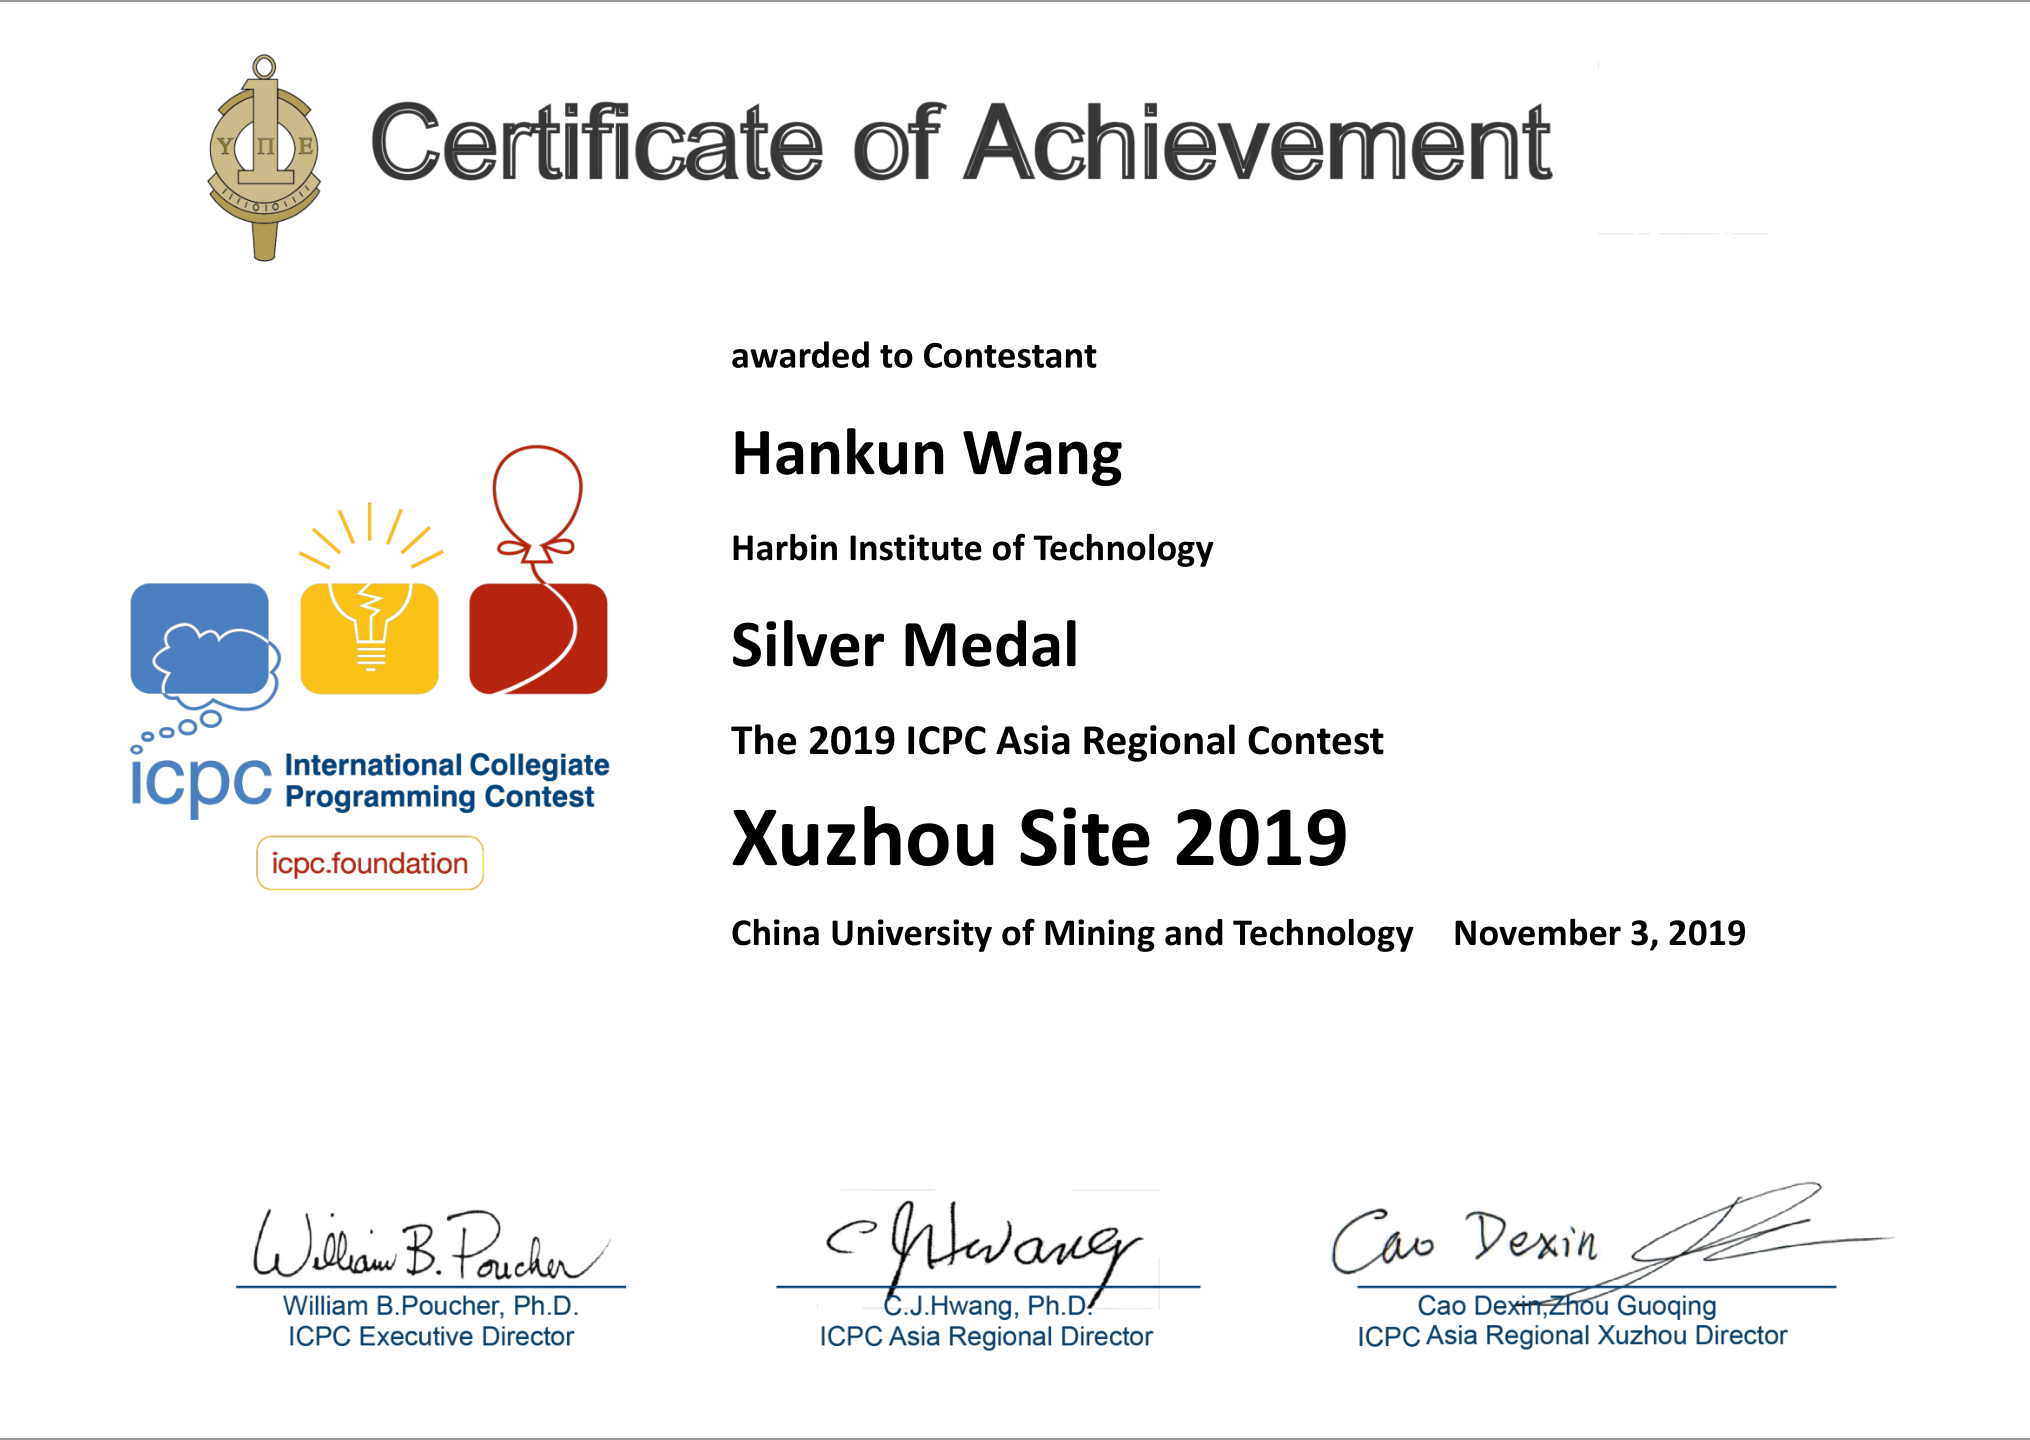 Certificate of Achievement
Υ Π Ε
awarded to Contestant
Hankun Wang
Harbin Institute of Technology
Silver Medal
The 2019 ICPC Asia Regional Contest
Xuzhou Site 2019
China University of Mining and Technology November 3, 2019
icpc International Collegiate
Programming Contest
icpc.foundation
William B. Poucher
William B.Poucher, Ph.D.
ICPC Executive Director
C J Hwang
C.J.Hwang, Ph.D.
ICPC Asia Regional Director
Cao Dexin
Cao Dexin,Zhou Guoqing
ICPC Asia Regional Xuzhou Director